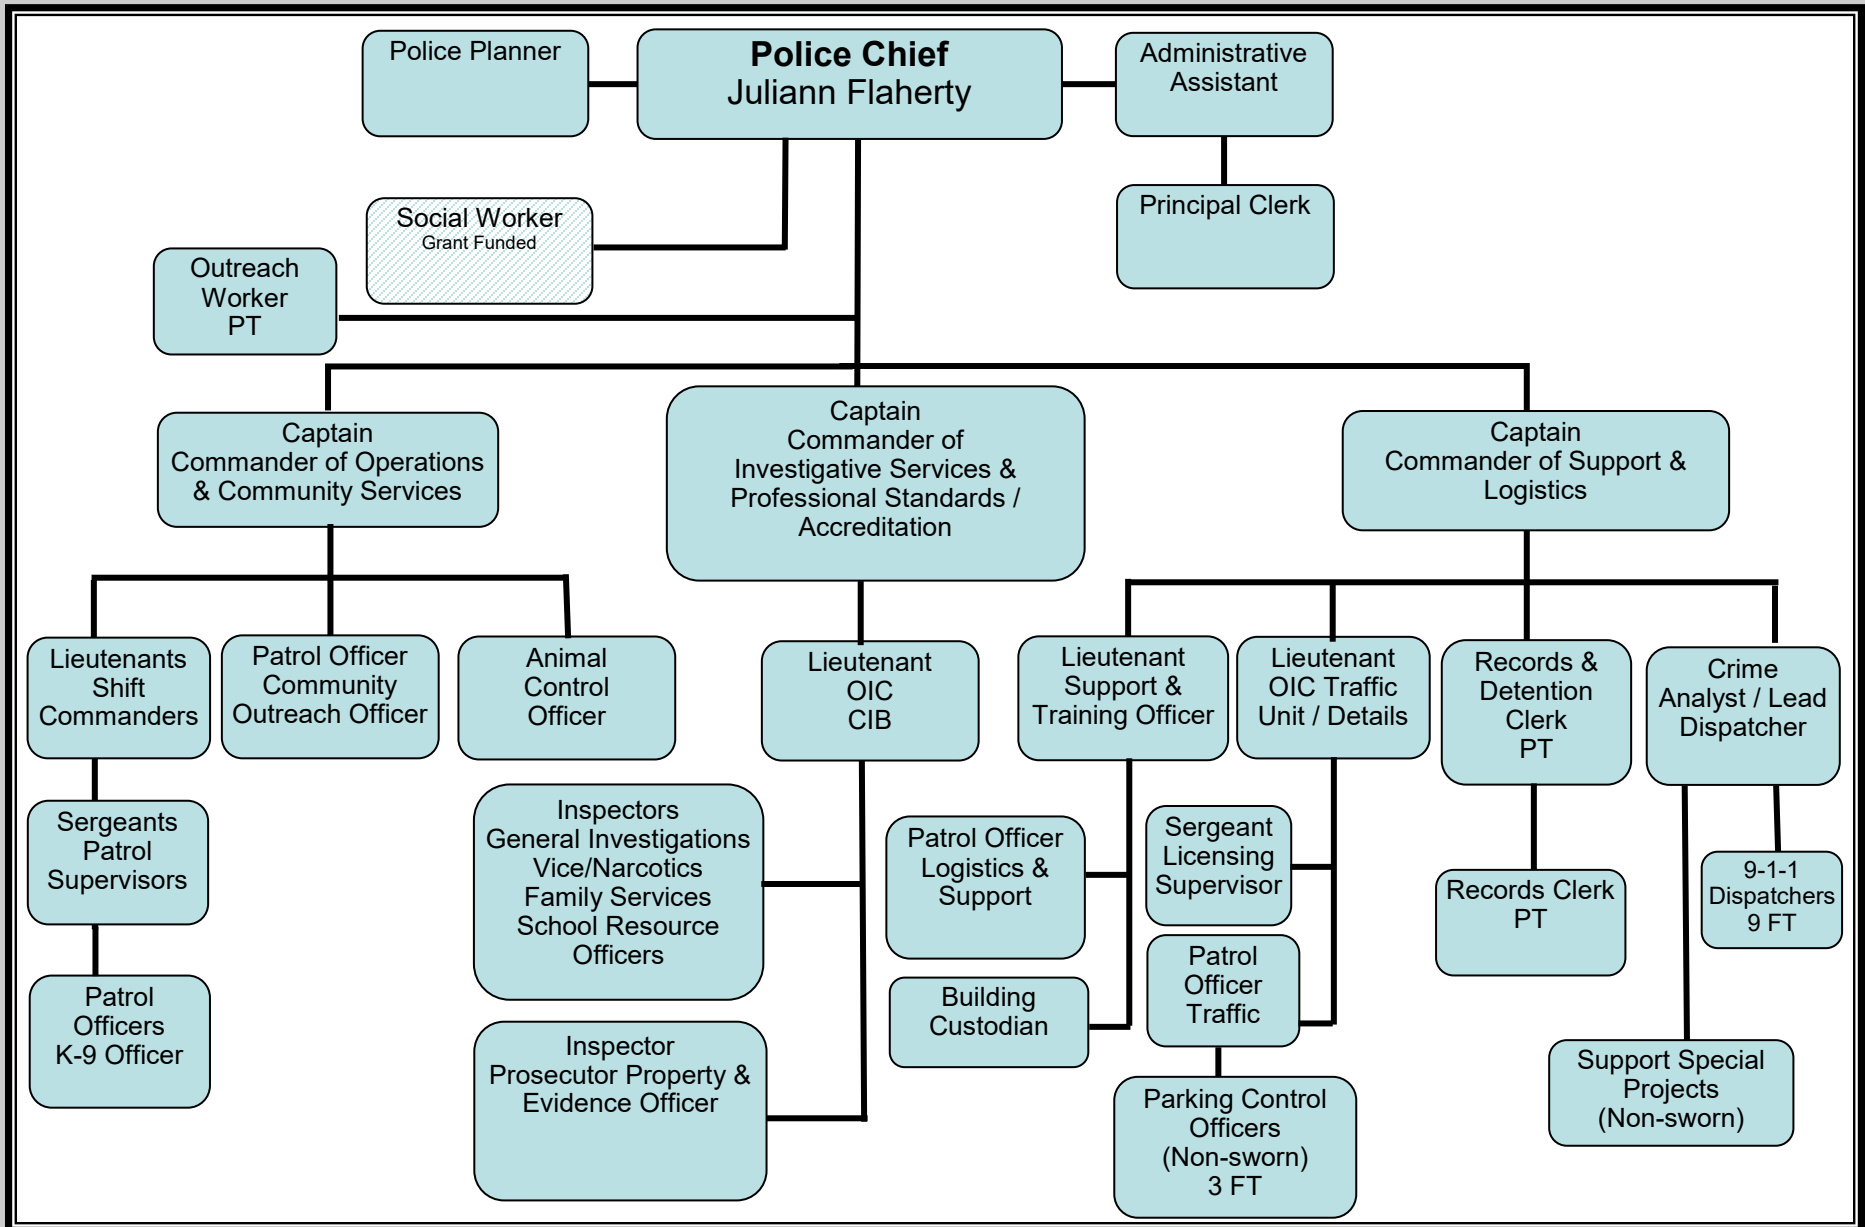 Police Planner
Police Chief
Juliann Flaherty
Administrative
Assistant
Principal Clerk
Social Worker
Grant Funded
Outreach
Worker
PT
Captain
Commander of Operations
& Community Services
Captain
Commander of
Investigative Services &
Professional Standards /
Accreditation
Captain
Commander of Support &
Logistics
Lieutenants
Shift
Commanders
Patrol Officer
Community
Outreach Officer
Animal
Control
Officer
Lieutenant
OIC
CIB
Lieutenant
Support &
Training Officer
Lieutenant
OIC Traffic
Unit / Details
Records &
Detention
Clerk
PT
Crime
Analyst / Lead
Dispatcher
Sergeants
Patrol
Supervisors
Inspectors
General Investigations
Vice/Narcotics
Family Services
School Resource
Officers
Patrol Officer
Logistics &
Support
Sergeant
Licensing
Supervisor
Records Clerk
PT
9-1-1
Dispatchers
9 FT
Patrol
Officers
K-9 Officer
Inspector
Prosecutor Property &
Evidence Officer
Building
Custodian
Patrol
Officer
Traffic
Parking Control
Officers
(Non-sworn)
3 FT
Support Special
Projects
(Non-sworn)